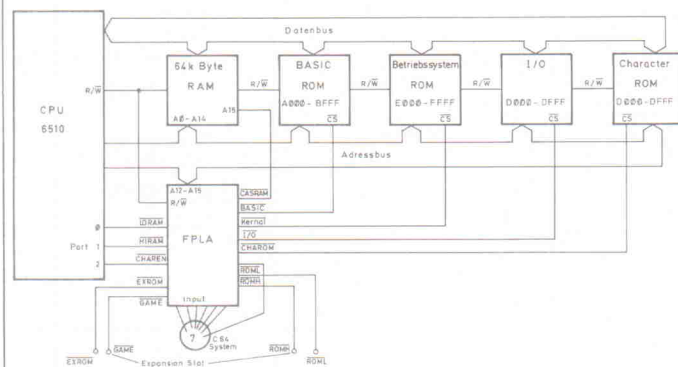 Datenbus
64k Byte
RAM
A15
A0-A14
BASIC
ROM
A000-BFFF
CS
Betriebssystem
ROM
E000-FFFF
CS
I/O
D000-DFFF
CS
Character
ROM
D000-DFFF
CS
R/W
R/W
R/W
R/W
R/W
CPU
6510
Adressbus
A12-A15
R/W
FPLA
input
CASRAM
BASIC
Kernal
I/O
CHAROM
ROML
ROMH
0
Port 1
2
LORAM
HIRAM
CHAREN
EXROM
GAME
?
C64
System
EXROM
GAME
Expansion Slot
ROMH
ROML